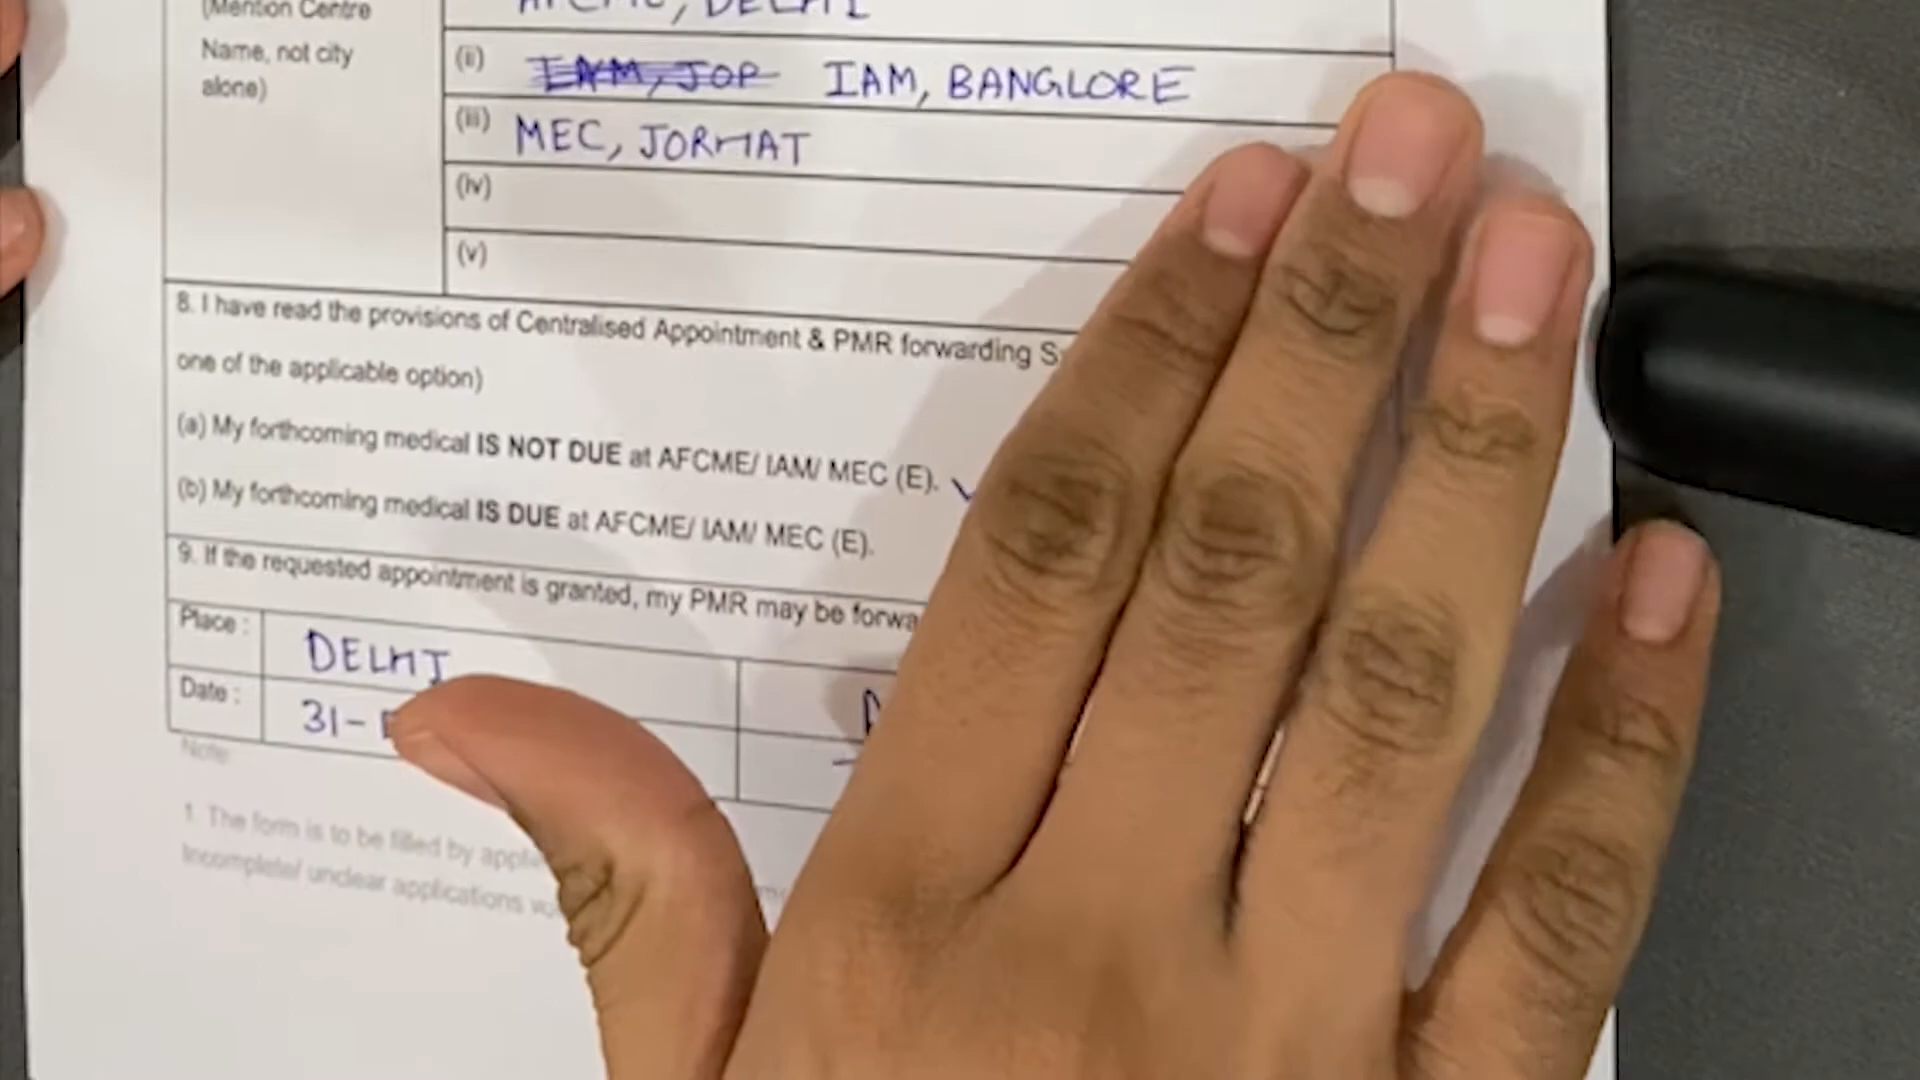 (Mention Centre
Name, not city
alone)
AFCME, DELHI
(ii) IAM, JOP IAM, BANGLORE
(iii) MEC, JORHAT
(iv)
(v)
8. I have read the provisions of Centralised Appointment & PMR forwarding
one of the applicable option)
(a) My forthcoming medical IS NOT DUE at AFCME/ IAM/ MEC (E). ✓
(b) My forthcoming medical IS DUE at AFCME/ IAM/ MEC (E).
9. If the requested appointment is granted, my PMR may be
Place : DELHI
Date : 31-
Note
1. The form is to be filled by
Incomplete/ unclear applications